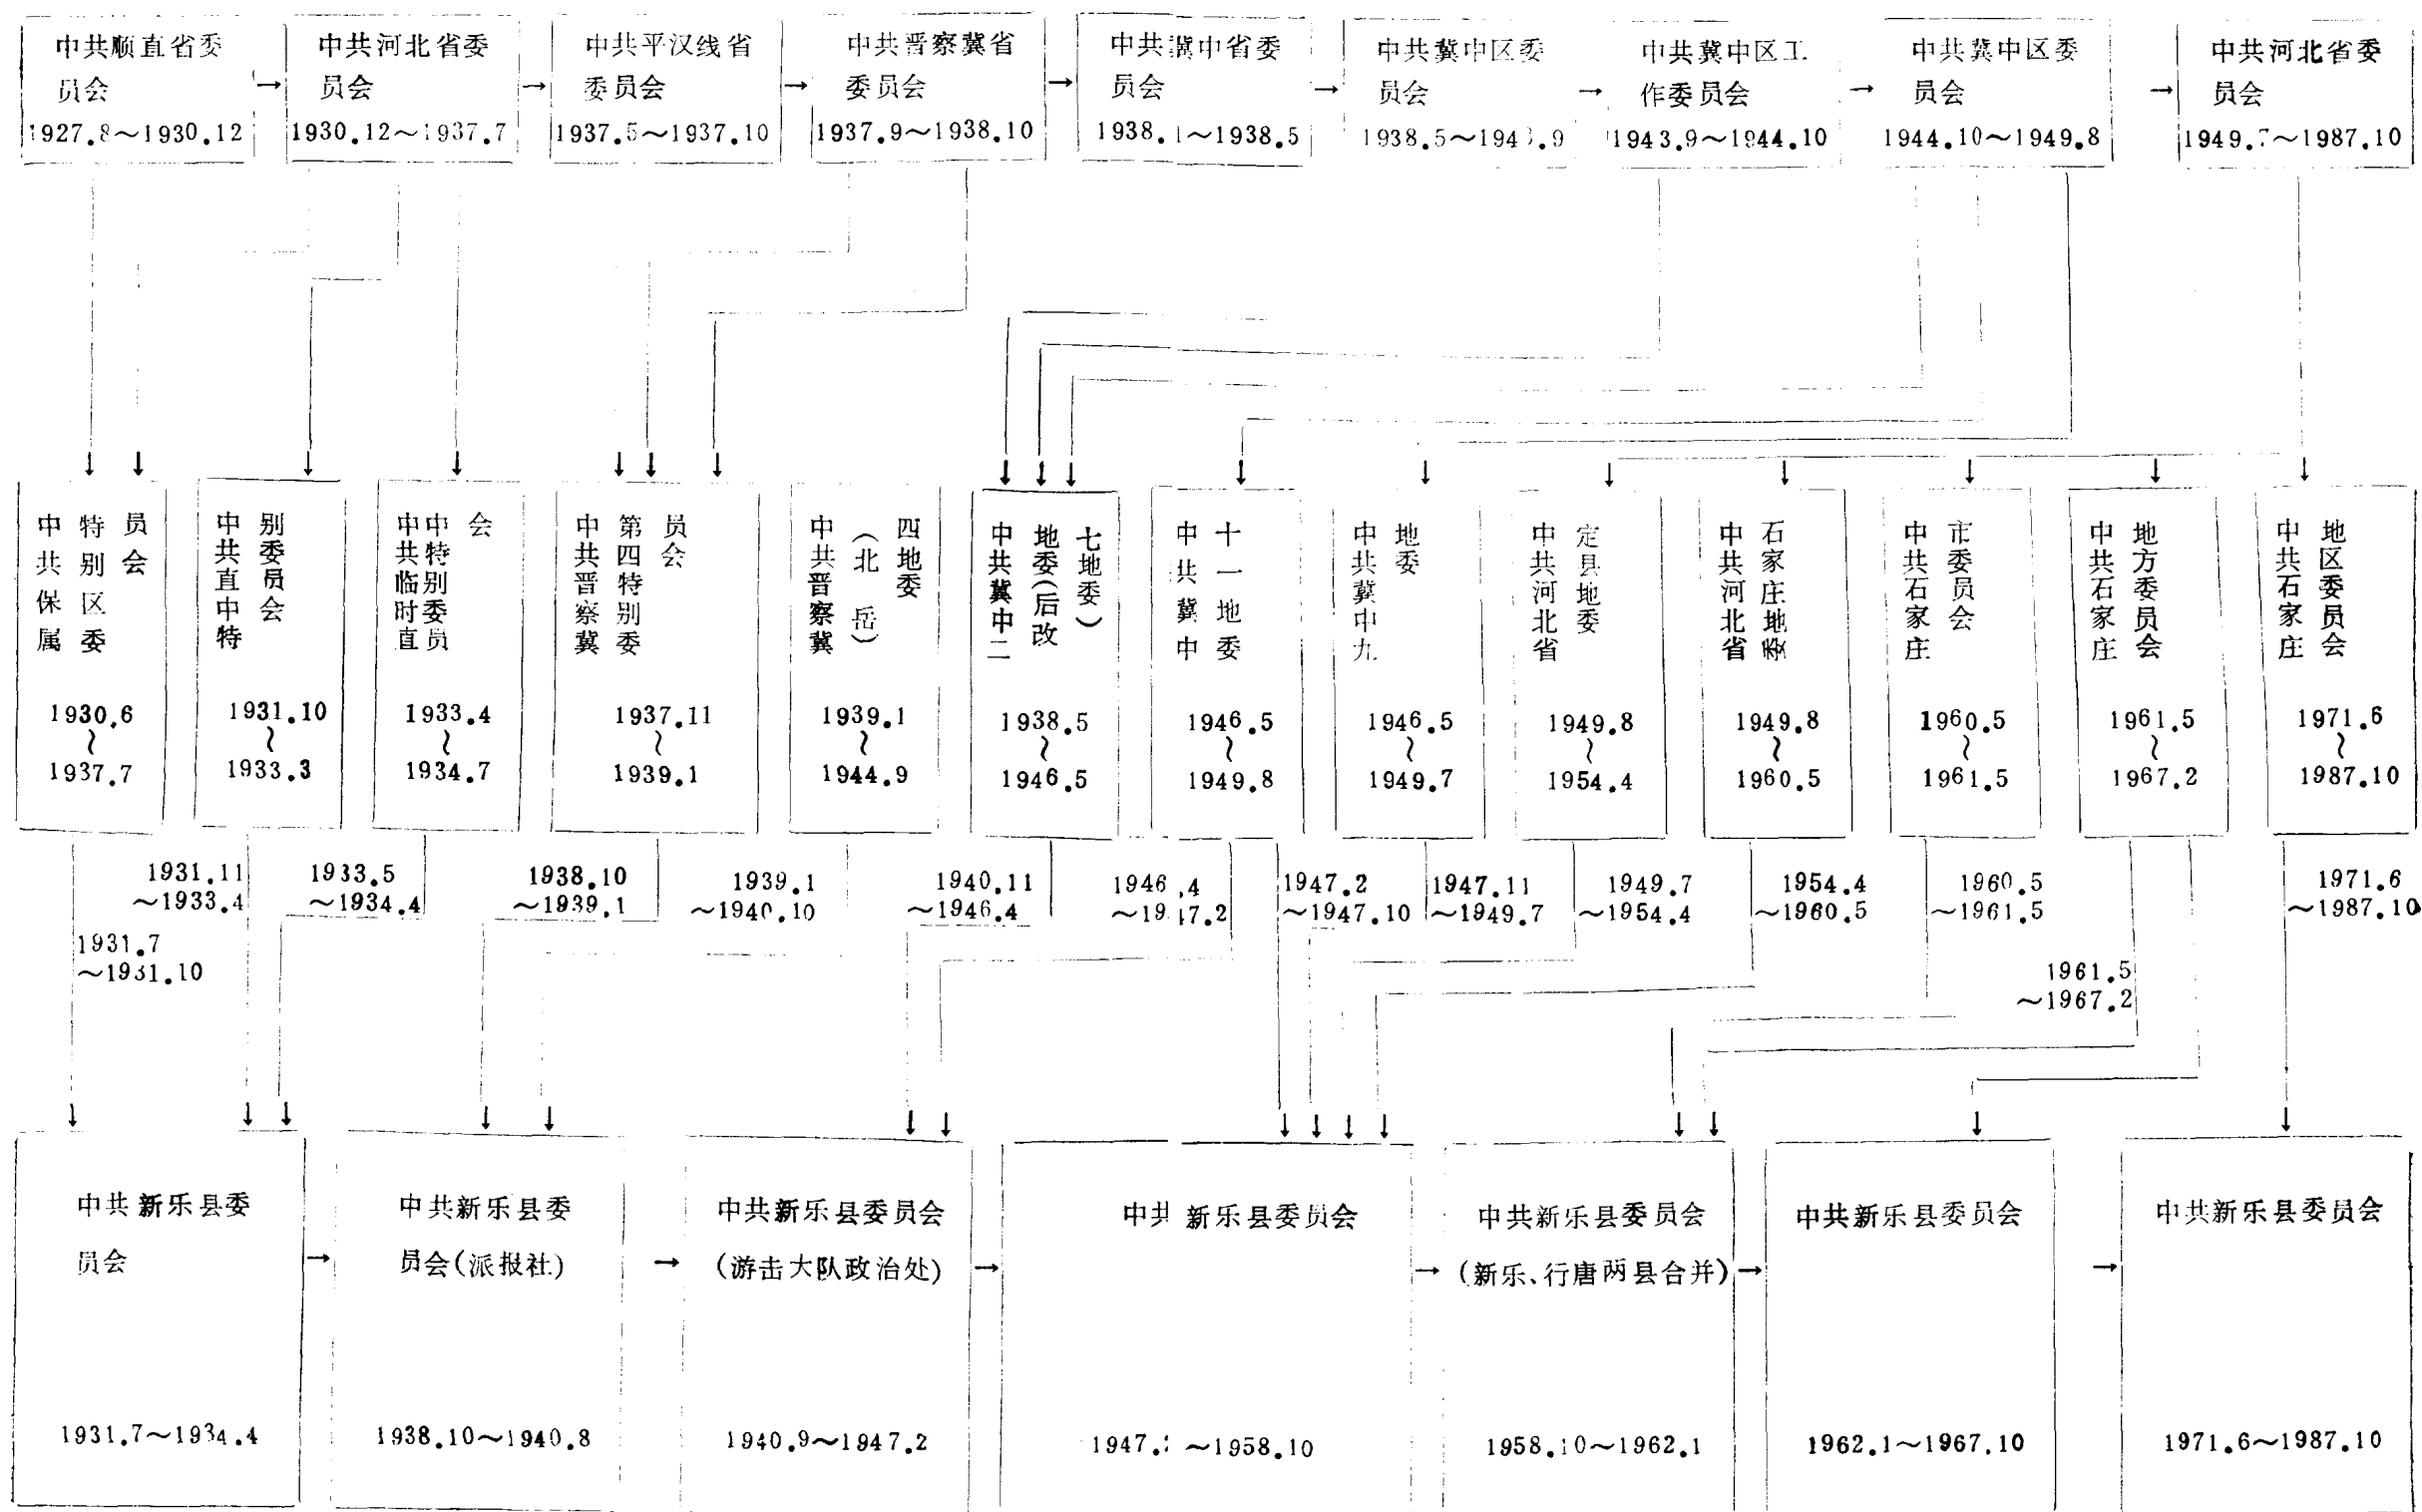 中共顺直省委
员会
1927.8～1930.12
→
中共河北省委
员会
1930.12～1937.7
→
中共平汉线省
委员会
1937.5～1937.10
→
中共晋察冀省
委员会
1937.9～1938.10
→
中共冀中省委
员会
1938.1～1938.5
→
中共冀中区委
员会
1938.5～194 .9
→
中共冀中区工
作委员会
1943.9～1944.10
→
中共冀中区委
员会
1944.10～1949.8
→
中共河北省委
员会
1949.7～1987.10
中共保属
特别区委
员会
1930.6
～
1937.7
中共直中特
别委员会
1931.10
～
1933.3
中共临时直
中特别委员
会
1933.4
～
1934.7
中共晋察冀
第四特别委
员会
1937.11
～
1939.1
中共晋察冀
（北岳）
四地委
1939.1
～
1944.9
中共冀中二
地委（后改
七地委）
1938.5
～
1946.5
中共冀中
十一地委
1946.5
～
1949.8
中共冀中九
地委
1946.5
～
1949.7
中共河北省
定县地委
1949.8
～
1954.4
中共河北省
石家庄地委
1949.8
～
1960.5
中共石家庄
市委员会
1960.5
～
1961.5
中共石家庄
地方委员会
1961.5
～
1967.2
中共石家庄
地区委员会
1971.6
～
1987.10
1931.7
～1931.10
1931.11
～1933.4
1933.5
～1934.4
1938.10
～1939.1
1939.1
～1940.10
1940.11
～1946.4
1946.4
～1947.2
1947.2
～1947.10
1947.11
～1949.7
1949.7
～1954.4
1954.4
～1960.5
1960.5
～1961.5
1961.5
～1967.2
1971.6
～1987.10
中共新乐县委
员会
1931.7～1934.4
→
中共新乐县委
员会（派报社）
1938.10～1940.8
→
中共新乐县委员会
（游击大队政治处）
1940.9～1947.2
→
中共新乐县委员会
1947. ～1958.10
→
中共新乐县委员会
（新乐、行唐两县合并）
1958.10～1962.1
→
中共新乐县委员会
1962.1～1967.10
→
中共新乐县委员会
1971.6～1987.10